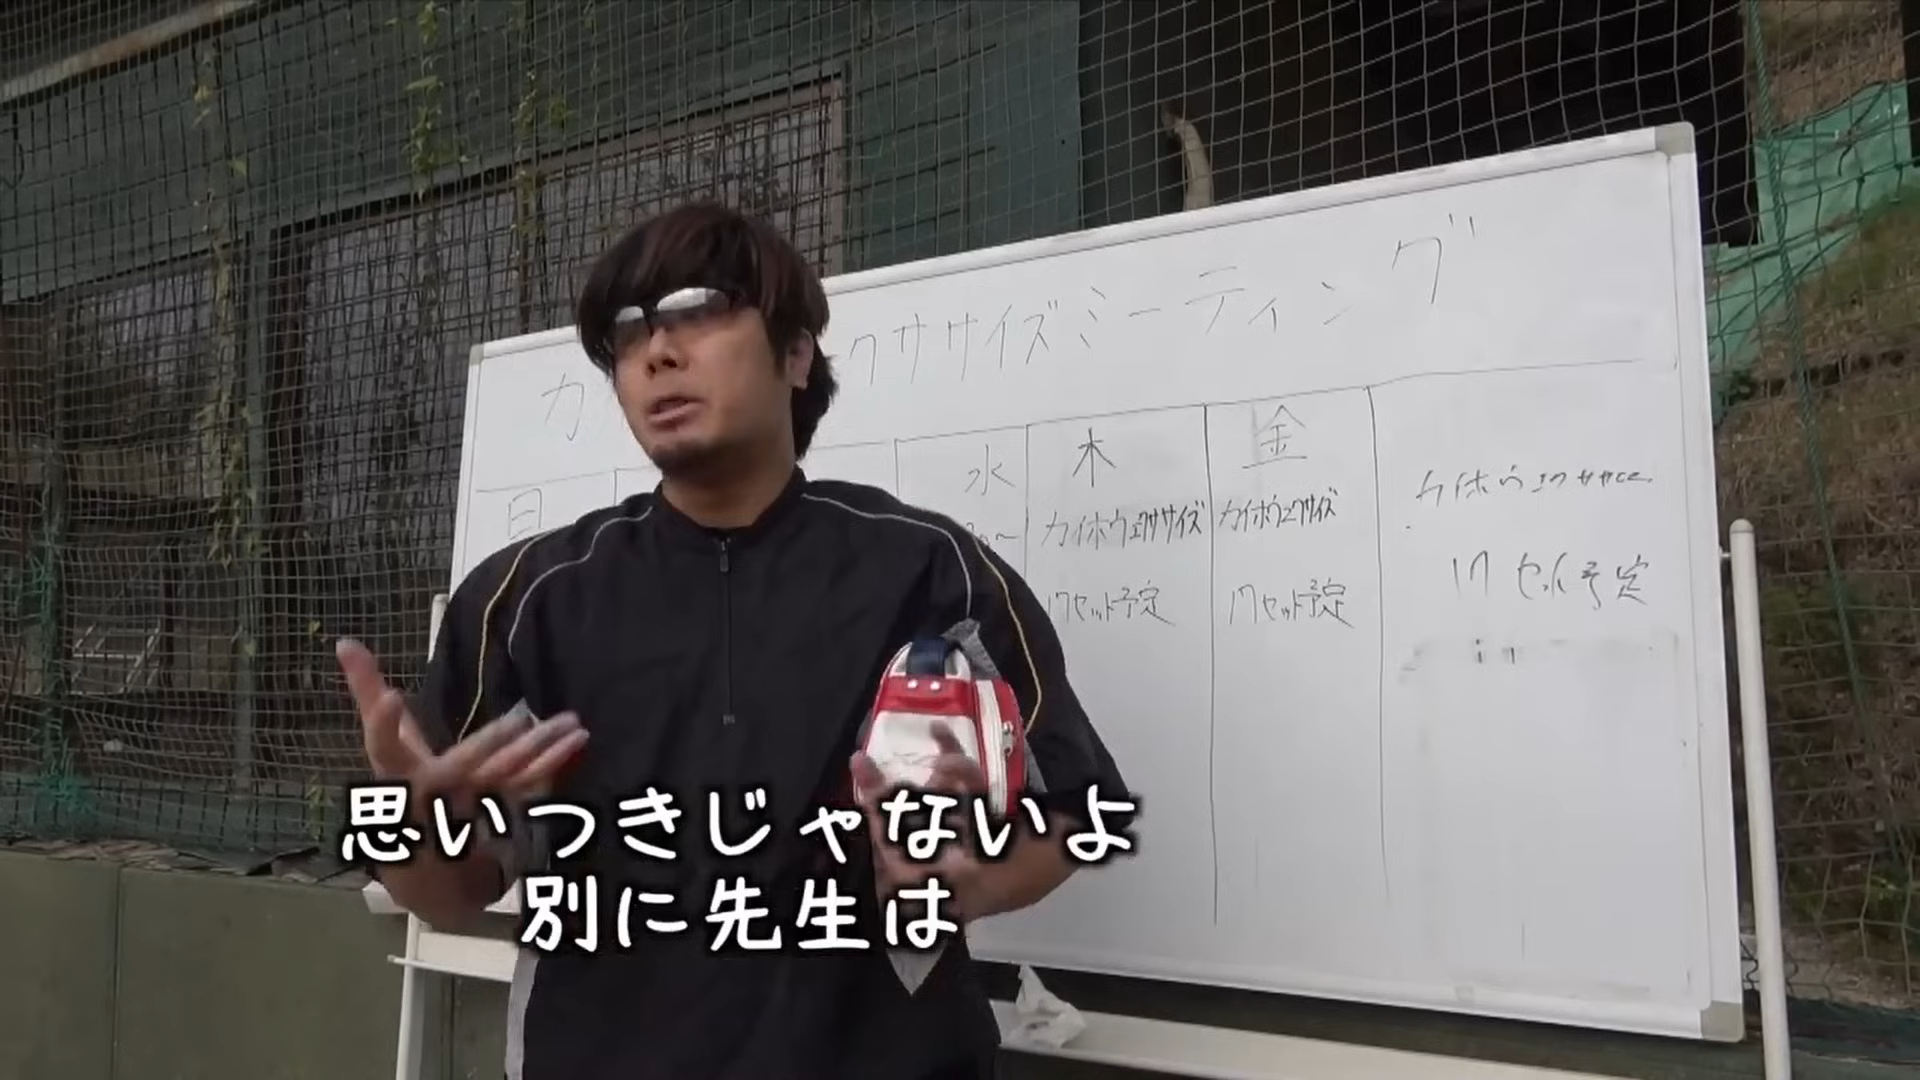 カ クササイズミーティング
日 水 木 金
カイホウエクササイズ カイホウエクサイズ カイホウエクササイズ
17セット予定 17セット予定 17セット予定
思いつきじゃないよ
別に先生は